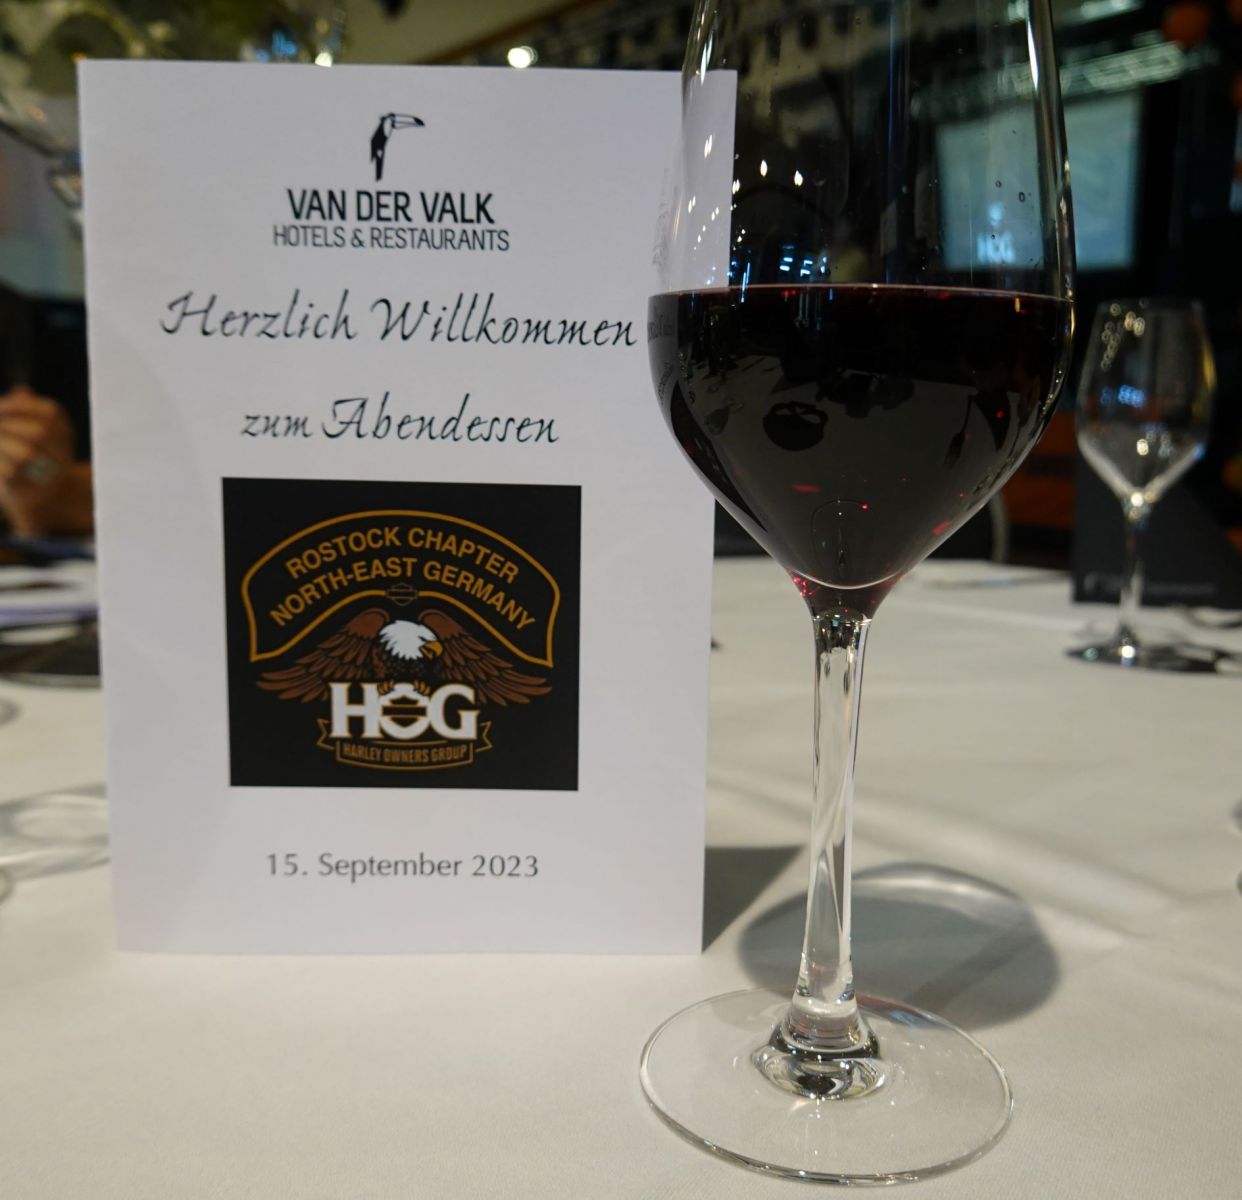 VAN DER VALK
HOTELS & RESTAURANTS
Herzlich Willkommen
zum Abendessen
ROSTOCK CHAPTER
NORTH-EAST GERMANY
HOG
HARLEY OWNERS GROUP
15. September 2023
HOG